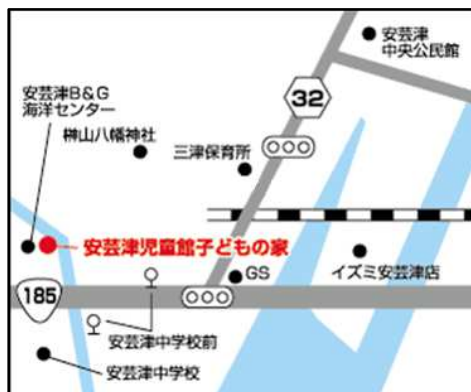 安芸津
中央公民館
安芸津B&G
海洋センター
32
榊山八幡神社
三津保育所
安芸津児童館子どもの家
イズミ安芸津店
GS
185
安芸津中学校前
安芸津中学校